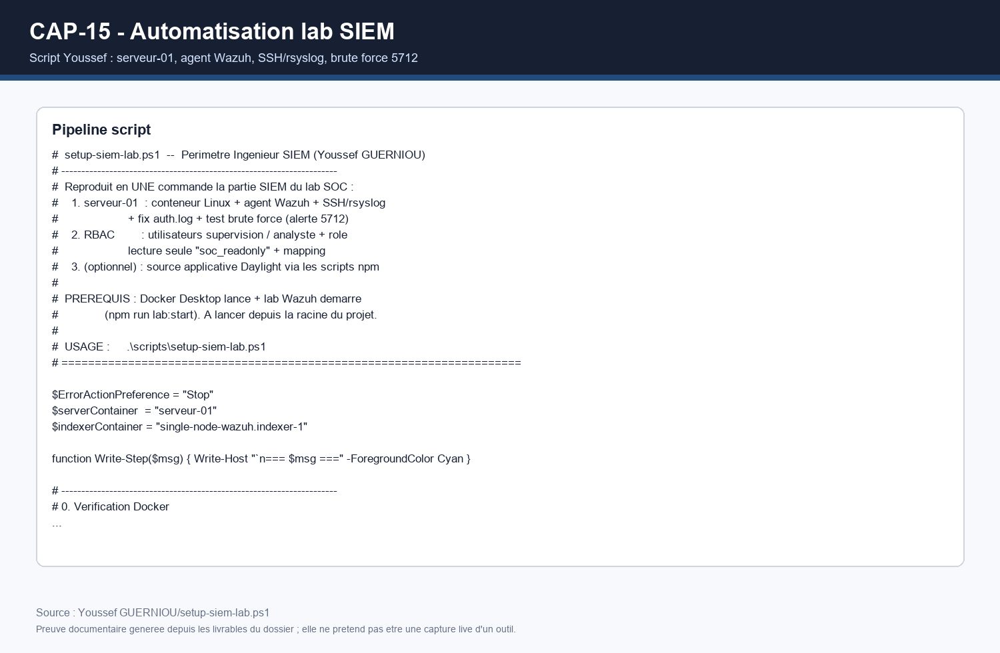 CAP-15 - Automatisation lab SIEM
Script Youssef : serveur-01, agent Wazuh, SSH/rsyslog, brute force 5712
Pipeline script
#  setup-siem-lab.ps1  --  Perimetre Ingenieur SIEM (Youssef GUERNIOU)
# ---------------------------------------------------------------------
#  Reproduit en UNE commande la partie SIEM du lab SOC :
#    1. serveur-01  : conteneur Linux + agent Wazuh + SSH/rsyslog
#                     + fix auth.log + test brute force (alerte 5712)
#    2. RBAC        : utilisateurs supervision / analyste + role
#                     lecture seule "soc_readonly" + mapping
#    3. (optionnel) : source applicative Daylight via les scripts npm
#
#  PREREQUIS : Docker Desktop lance + lab Wazuh demarre
#              (npm run lab:start). A lancer depuis la racine du projet.
#
#  USAGE :     .\scripts\setup-siem-lab.ps1
# =====================================================================
$ErrorActionPreference = "Stop"
$serverContainer  = "serveur-01"
$indexerContainer = "single-node-wazuh.indexer-1"
function Write-Step($msg) { Write-Host "`n=== $msg ===" -ForegroundColor Cyan }
# ---------------------------------------------------------------------
# 0. Verification Docker
...
Source : Youssef GUERNIOU/setup-siem-lab.ps1
Preuve documentaire generee depuis les livrables du dossier ; elle ne pretend pas etre une capture live d'un outil.